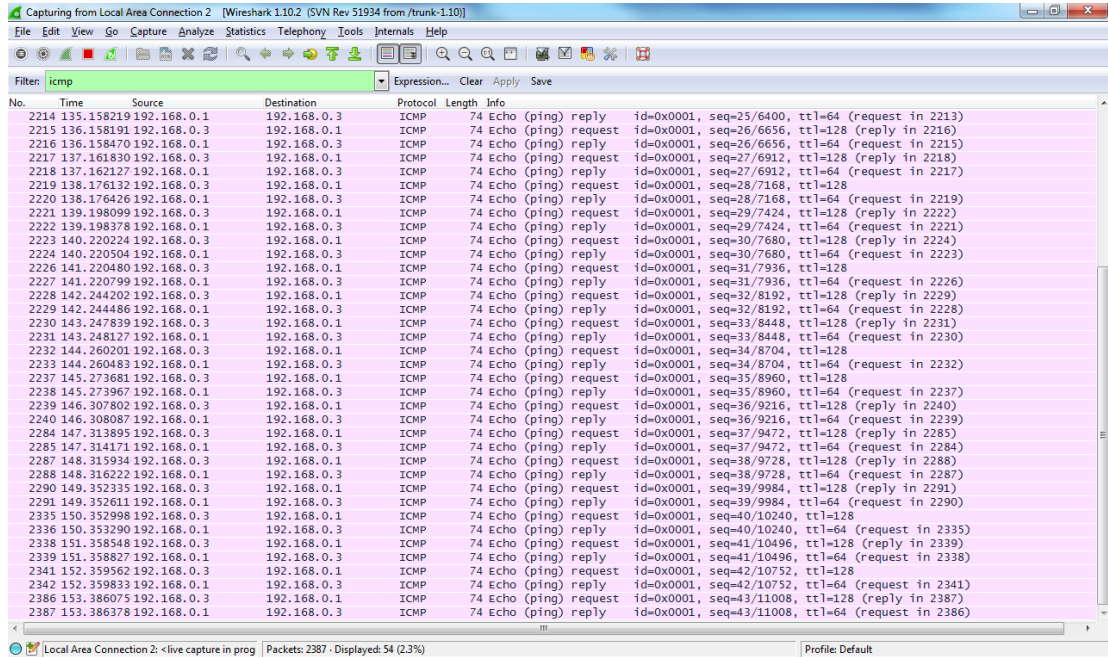 Capturing from Local Area Connection 2 [Wireshark 1.10.2 (SVN Rev 51934 from /trunk-1.10)]
File Edit View Go Capture Analyze Statistics Telephony Tools Internals Help
Filter: icmp Expression... Clear Apply Save
No. Time Source Destination Protocol Length Info
2214 135.158219 192.168.0.1 192.168.0.3 ICMP 74 Echo (ping) reply id=0x0001, seq=25/6400, ttl=64 (request in 2213)
2215 136.158191 192.168.0.3 192.168.0.1 ICMP 74 Echo (ping) request id=0x0001, seq=26/6656, ttl=128 (reply in 2216)
2216 136.158470 192.168.0.1 192.168.0.3 ICMP 74 Echo (ping) reply id=0x0001, seq=26/6656, ttl=64 (request in 2215)
2217 137.161830 192.168.0.3 192.168.0.1 ICMP 74 Echo (ping) request id=0x0001, seq=27/6912, ttl=128 (reply in 2218)
2218 137.162127 192.168.0.1 192.168.0.3 ICMP 74 Echo (ping) reply id=0x0001, seq=27/6912, ttl=64 (request in 2217)
2219 138.176132 192.168.0.3 192.168.0.1 ICMP 74 Echo (ping) request id=0x0001, seq=28/7168, ttl=128
2220 138.176426 192.168.0.1 192.168.0.3 ICMP 74 Echo (ping) reply id=0x0001, seq=28/7168, ttl=64 (request in 2219)
2221 139.198099 192.168.0.3 192.168.0.1 ICMP 74 Echo (ping) request id=0x0001, seq=29/7424, ttl=128 (reply in 2222)
2222 139.198378 192.168.0.1 192.168.0.3 ICMP 74 Echo (ping) reply id=0x0001, seq=29/7424, ttl=64 (request in 2221)
2223 140.220224 192.168.0.3 192.168.0.1 ICMP 74 Echo (ping) request id=0x0001, seq=30/7680, ttl=128 (reply in 2224)
2224 140.220504 192.168.0.1 192.168.0.3 ICMP 74 Echo (ping) reply id=0x0001, seq=30/7680, ttl=64 (request in 2223)
2226 141.220480 192.168.0.3 192.168.0.1 ICMP 74 Echo (ping) request id=0x0001, seq=31/7936, ttl=128
2227 141.220799 192.168.0.1 192.168.0.3 ICMP 74 Echo (ping) reply id=0x0001, seq=31/7936, ttl=64 (request in 2226)
2228 142.244202 192.168.0.3 192.168.0.1 ICMP 74 Echo (ping) request id=0x0001, seq=32/8192, ttl=128 (reply in 2229)
2229 142.244486 192.168.0.1 192.168.0.3 ICMP 74 Echo (ping) reply id=0x0001, seq=32/8192, ttl=64 (request in 2228)
2230 143.247839 192.168.0.3 192.168.0.1 ICMP 74 Echo (ping) request id=0x0001, seq=33/8448, ttl=128 (reply in 2231)
2231 143.248127 192.168.0.1 192.168.0.3 ICMP 74 Echo (ping) reply id=0x0001, seq=33/8448, ttl=64 (request in 2230)
2232 144.260201 192.168.0.3 192.168.0.1 ICMP 74 Echo (ping) request id=0x0001, seq=34/8704, ttl=128
2233 144.260483 192.168.0.1 192.168.0.3 ICMP 74 Echo (ping) reply id=0x0001, seq=34/8704, ttl=64 (request in 2232)
2237 145.273681 192.168.0.3 192.168.0.1 ICMP 74 Echo (ping) request id=0x0001, seq=35/8960, ttl=128
2238 145.273967 192.168.0.1 192.168.0.3 ICMP 74 Echo (ping) reply id=0x0001, seq=35/8960, ttl=64 (request in 2237)
2239 146.307802 192.168.0.3 192.168.0.1 ICMP 74 Echo (ping) request id=0x0001, seq=36/9216, ttl=128 (reply in 2240)
2240 146.308087 192.168.0.1 192.168.0.3 ICMP 74 Echo (ping) reply id=0x0001, seq=36/9216, ttl=64 (request in 2239)
2284 147.313895 192.168.0.3 192.168.0.1 ICMP 74 Echo (ping) request id=0x0001, seq=37/9472, ttl=128 (reply in 2285)
2285 147.314171 192.168.0.1 192.168.0.3 ICMP 74 Echo (ping) reply id=0x0001, seq=37/9472, ttl=64 (request in 2284)
2287 148.315934 192.168.0.3 192.168.0.1 ICMP 74 Echo (ping) request id=0x0001, seq=38/9728, ttl=128 (reply in 2288)
2288 148.316222 192.168.0.1 192.168.0.3 ICMP 74 Echo (ping) reply id=0x0001, seq=38/9728, ttl=64 (request in 2287)
2290 149.352335 192.168.0.3 192.168.0.1 ICMP 74 Echo (ping) request id=0x0001, seq=39/9984, ttl=128 (reply in 2291)
2291 149.352611 192.168.0.1 192.168.0.3 ICMP 74 Echo (ping) reply id=0x0001, seq=39/9984, ttl=64 (request in 2290)
2335 150.352998 192.168.0.3 192.168.0.1 ICMP 74 Echo (ping) request id=0x0001, seq=40/10240, ttl=128
2336 150.353290 192.168.0.1 192.168.0.3 ICMP 74 Echo (ping) reply id=0x0001, seq=40/10240, ttl=64 (request in 2335)
2338 151.358548 192.168.0.3 192.168.0.1 ICMP 74 Echo (ping) request id=0x0001, seq=41/10496, ttl=128 (reply in 2339)
2339 151.358827 192.168.0.1 192.168.0.3 ICMP 74 Echo (ping) reply id=0x0001, seq=41/10496, ttl=64 (request in 2338)
2341 152.359562 192.168.0.3 192.168.0.1 ICMP 74 Echo (ping) request id=0x0001, seq=42/10752, ttl=128
2342 152.359833 192.168.0.1 192.168.0.3 ICMP 74 Echo (ping) reply id=0x0001, seq=42/10752, ttl=64 (request in 2341)
2386 153.386075 192.168.0.3 192.168.0.1 ICMP 74 Echo (ping) request id=0x0001, seq=43/11008, ttl=128 (reply in 2387)
2387 153.386378 192.168.0.1 192.168.0.3 ICMP 74 Echo (ping) reply id=0x0001, seq=43/11008, ttl=64 (request in 2386)
Local Area Connection 2: <live capture in prog Packets: 2387 · Displayed: 54 (2.3%) Profile: Default